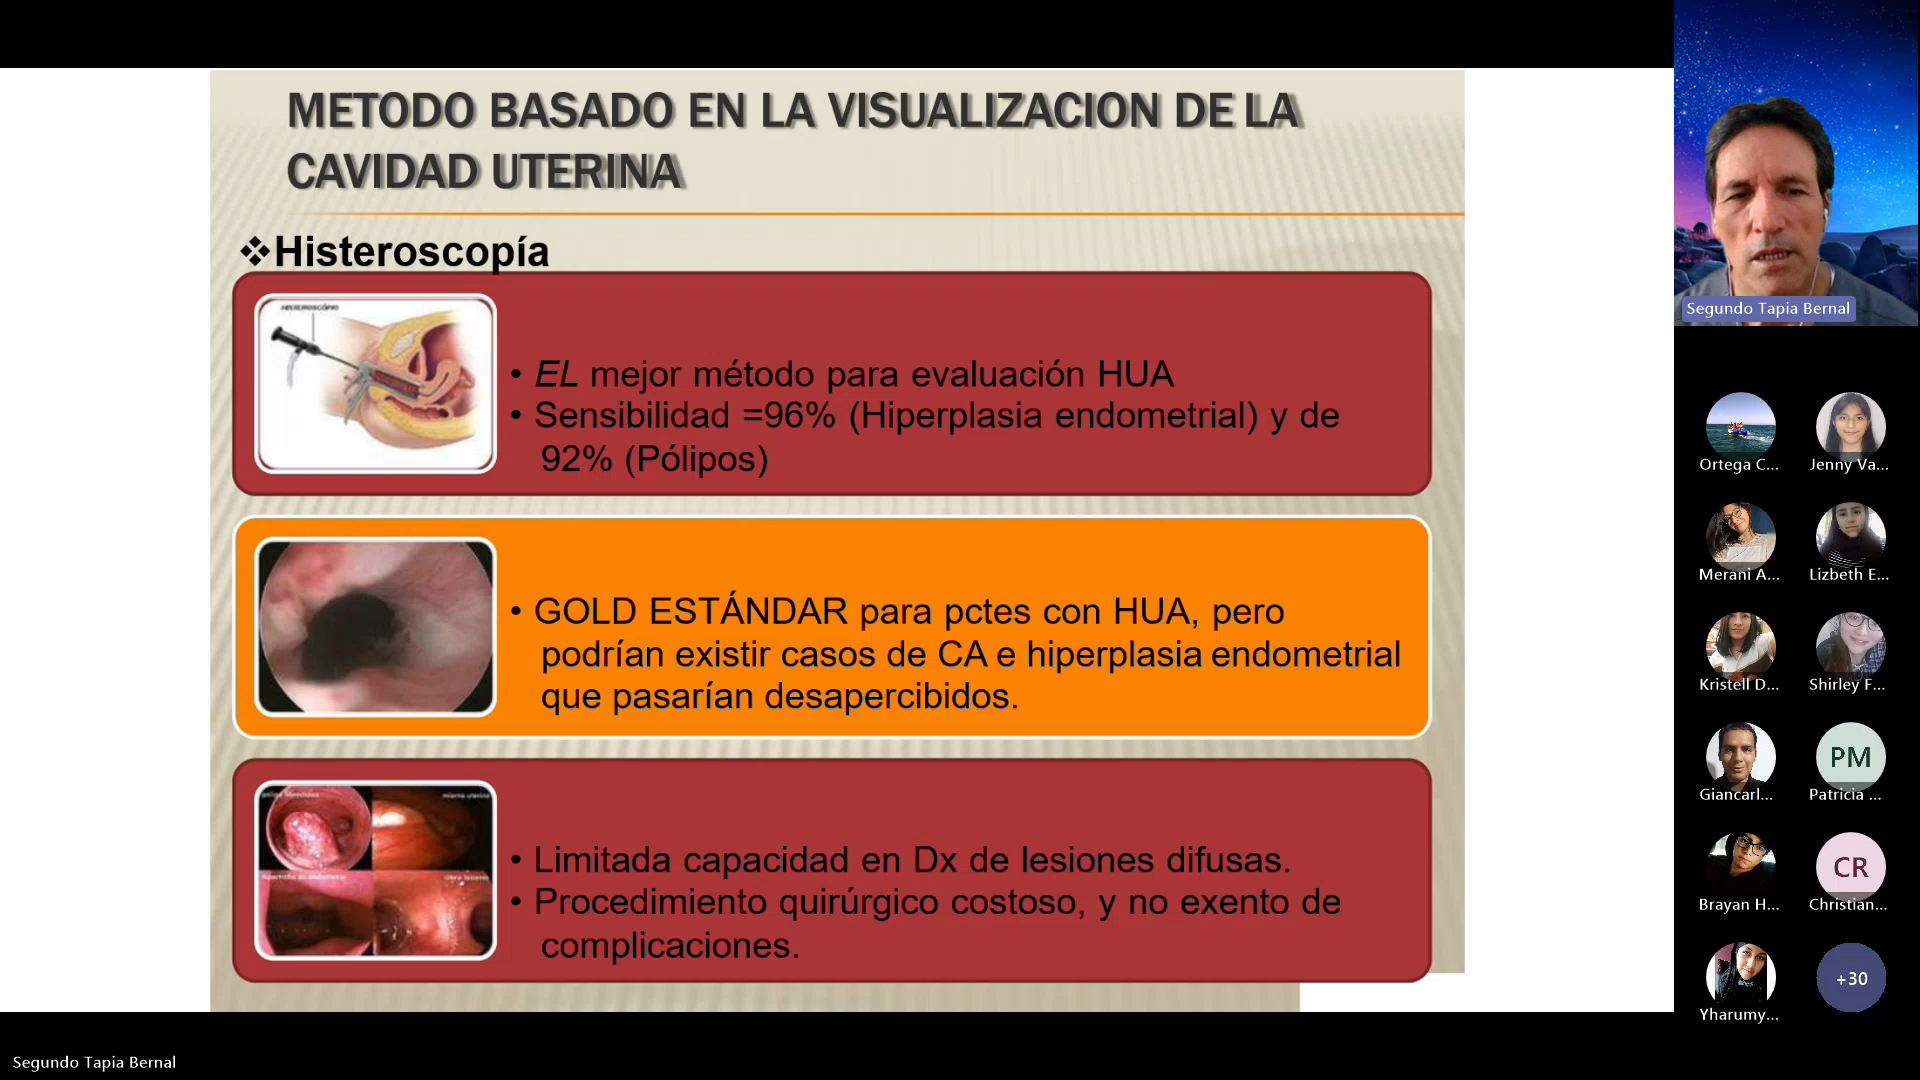 METODO BASADO EN LA VISUALIZACION DE LA
CAVIDAD UTERINA
❖Histeroscopía
HISTEROSCÓPIO
• EL mejor método para evaluación HUA
• Sensibilidad =96% (Hiperplasia endometrial) y de
92% (Pólipos)
• GOLD ESTÁNDAR para pctes con HUA, pero
podrían existir casos de CA e hiperplasia endometrial
que pasarían desapercibidos.
• Limitada capacidad en Dx de lesiones difusas.
• Procedimiento quirúrgico costoso, y no exento de
complicaciones.
Segundo Tapia Bernal
Ortega C...
Jenny Va...
Merani A...
Lizbeth E...
Kristell D...
Shirley F...
Giancarl...
PM
Patricia ...
Brayan H...
CR
Christian...
Yharumy...
+30
Segundo Tapia Bernal